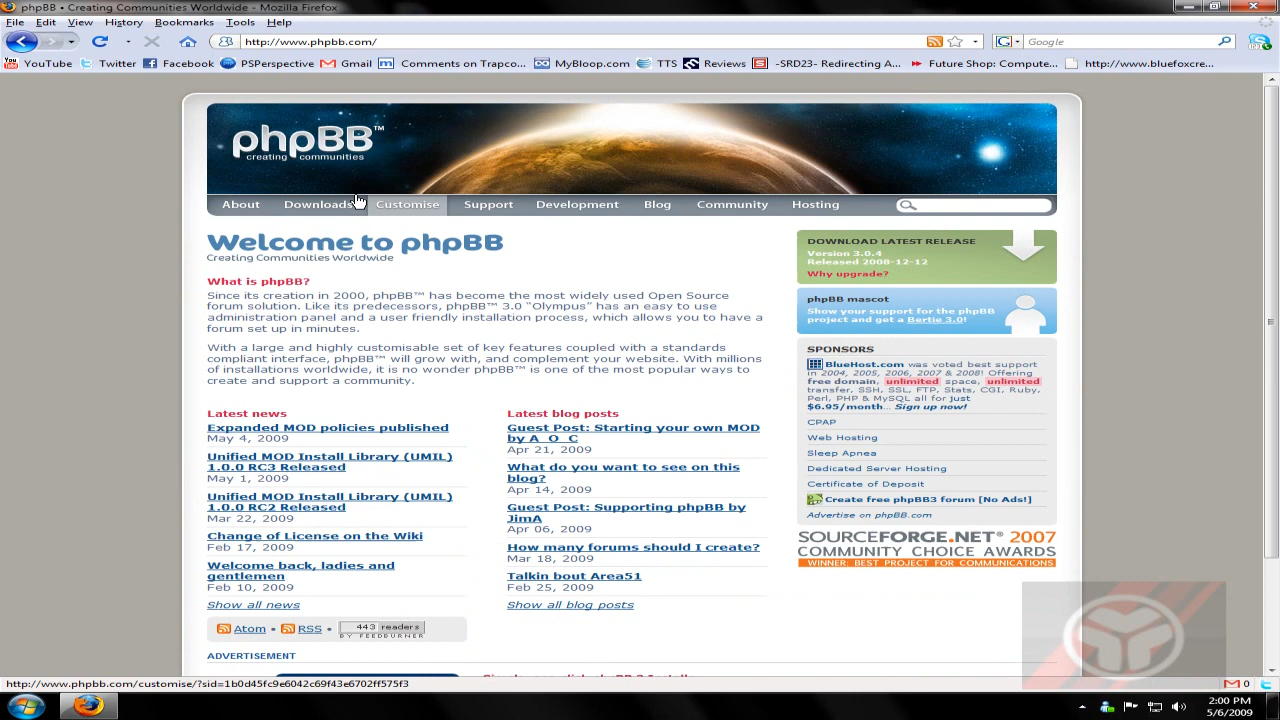 phpBB • Creating Communities Worldwide - Mozilla Firefox
File Edit View History Bookmarks Tools Help
http://www.phpbb.com/
Google
YouTube Twitter Facebook PSPerspective Gmail Comments on Trapco... MyBloop.com TTS Reviews -SRD23- Redirecting A... Future Shop: Compute... http://www.bluefoxcre...
phpBB™
creating communities
About Downloads Customise Support Development Blog Community Hosting
Welcome to phpBB
Creating Communities Worldwide
What is phpBB?
Since its creation in 2000, phpBB™ has become the most widely used Open Source
forum solution. Like its predecessors, phpBB™ 3.0 “Olympus” has an easy to use
administration panel and a user friendly installation process, which allows you to have a
forum set up in minutes.
With a large and highly customisable set of key features coupled with a standards
compliant interface, phpBB™ will grow with, and complement your website. With millions
of installations worldwide, it is no wonder phpBB™ is one of the most popular ways to
create and support a community.
Latest news
Expanded MOD policies published
May 4, 2009
Unified MOD Install Library (UMIL)
1.0.0 RC3 Released
May 1, 2009
Unified MOD Install Library (UMIL)
1.0.0 RC2 Released
Mar 22, 2009
Change of License on the Wiki
Feb 17, 2009
Welcome back, ladies and
gentlemen
Feb 10, 2009
Show all news
Latest blog posts
Guest Post: Starting your own MOD
by A_O_C
Apr 21, 2009
What do you want to see on this
blog?
Apr 14, 2009
Guest Post: Supporting phpBB by
JimA
Apr 06, 2009
How many forums should I create?
Mar 18, 2009
Talkin bout Area51
Feb 25, 2009
Show all blog posts
Atom • RSS • 443 readers
BY FEEDBURNER
ADVERTISEMENT
DOWNLOAD LATEST RELEASE
Version 3.0.4
Released 2008-12-12
Why upgrade?
phpBB mascot
Show your support for the phpBB
project and get a Bertie 3.0!
SPONSORS
BlueHost.com was voted best support
in 2004, 2005, 2006, 2007 & 2008! Offering
free domain, unlimited space, unlimited
transfer, SSH, SSL, FTP, Stats, CGI, Ruby,
Perl, PHP & MySQL all for just
$6.95/month... Sign up now!
CPAP
Web Hosting
Sleep Apnea
Dedicated Server Hosting
Certificate of Deposit
Create free phpBB3 forum [No Ads!]
Advertise on phpBB.com
SOURCEFORGE.NET® 2007
COMMUNITY CHOICE AWARDS
WINNER: BEST PROJECT FOR COMMUNICATIONS
http://www.phpbb.com/customise/?sid=1b0d45fc9e6042c69f43e6702ff575f3
0
2:00 PM
5/6/2009